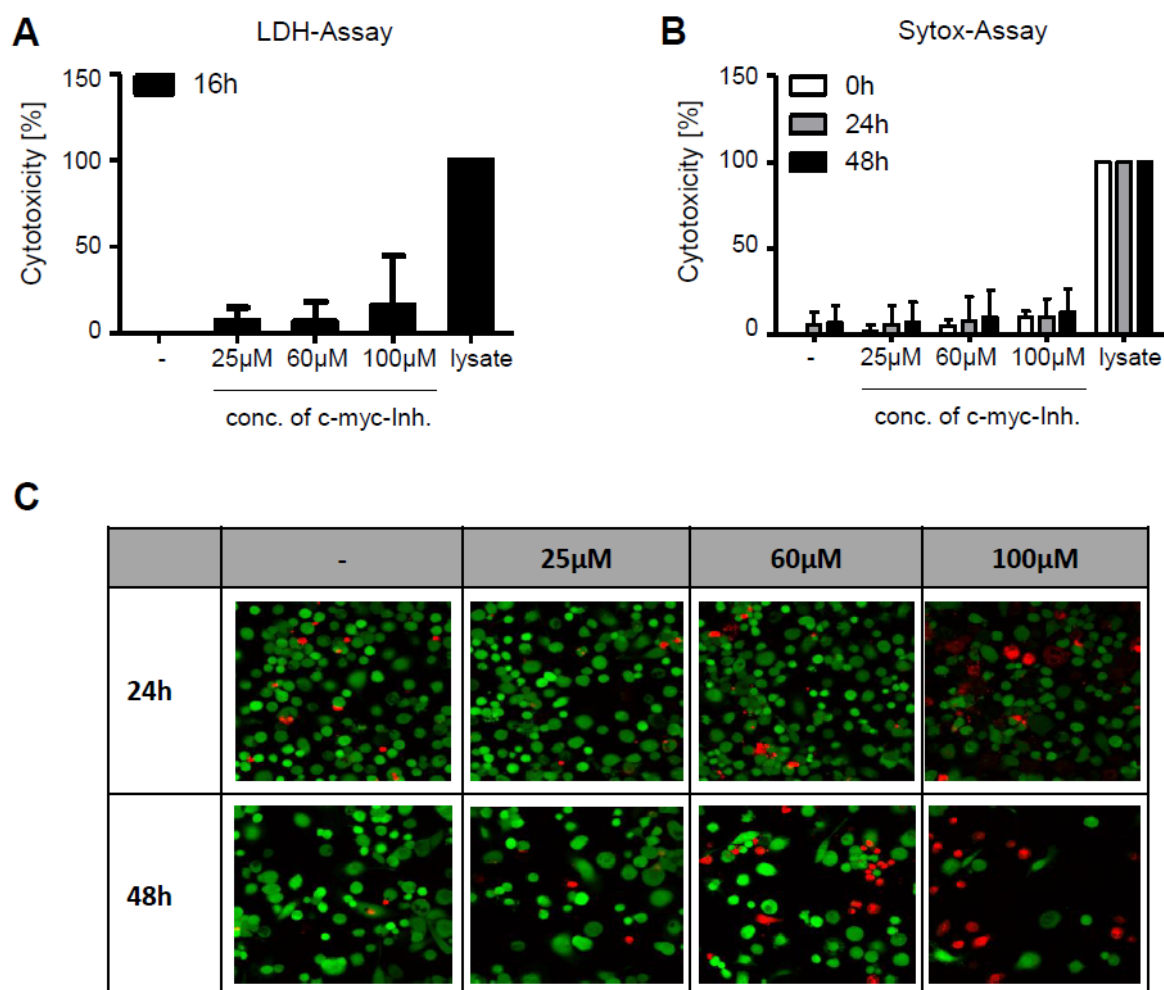 A
LDH-Assay
Cytotoxicity [%]
150
100
50
0
16h
-
25µM
60µM
100µM
lysate
conc. of c-myc-Inh.
B
Sytox-Assay
Cytotoxicity [%]
150
100
50
0
0h
24h
48h
-
25µM
60µM
100µM
lysate
conc. of c-myc-Inh.
C
- 25µM 60µM 100µM
24h
48h